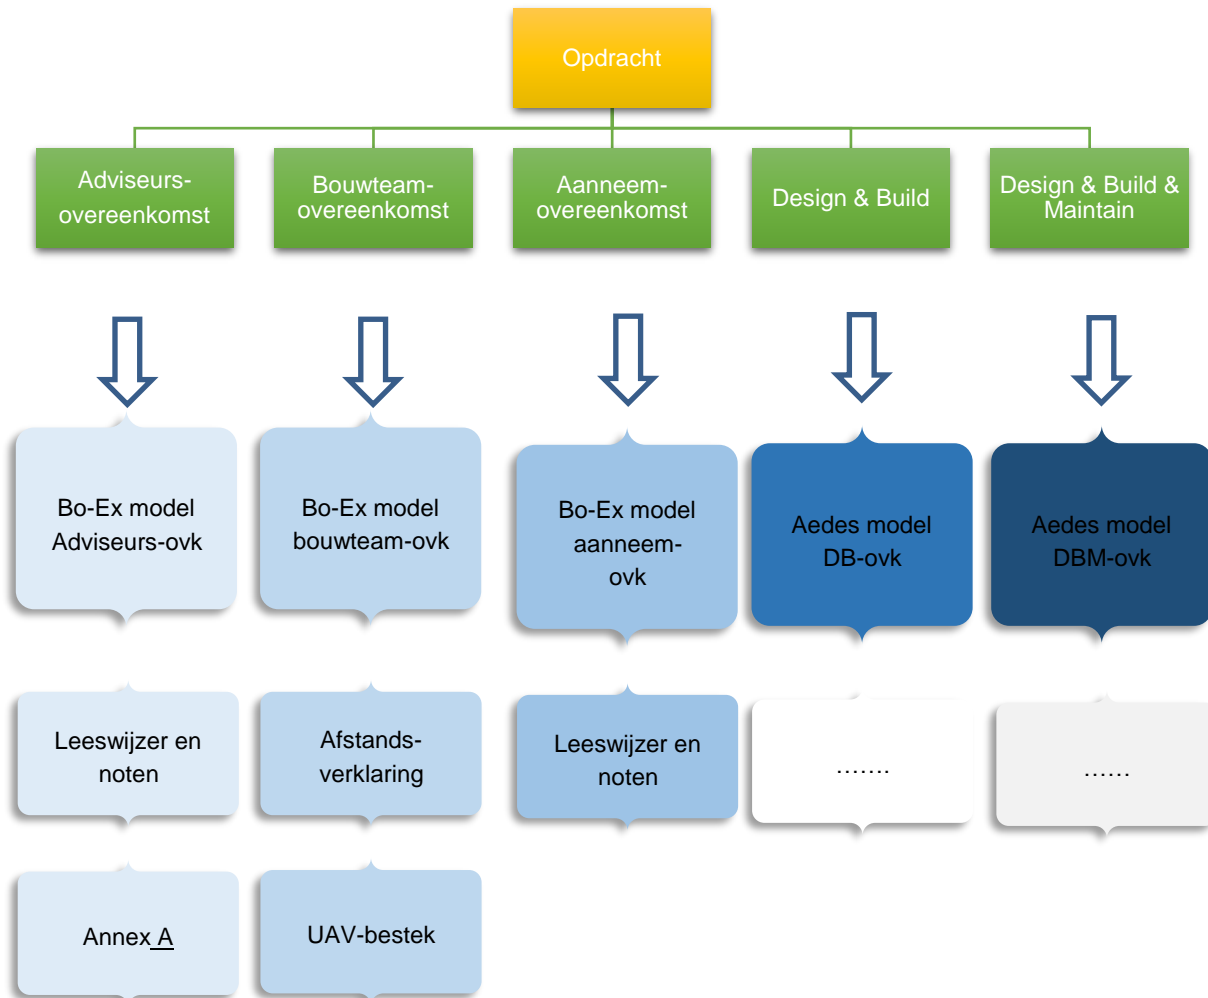 Opdracht
Adviseurs-
overeenkomst
Bouwteam-
overeenkomst
Aanneem-
overeenkomst
Design & Build
Design & Build &
Maintain
Bo-Ex model
Adviseurs-ovk
Bo-Ex model
bouwteam-ovk
Bo-Ex model
aanneem-
ovk
Aedes model
DB-ovk
Aedes model
DBM-ovk
Leeswijzer en
noten
Afstands-
verklaring
Leeswijzer en
noten
.......
......
Annex A
UAV-bestek